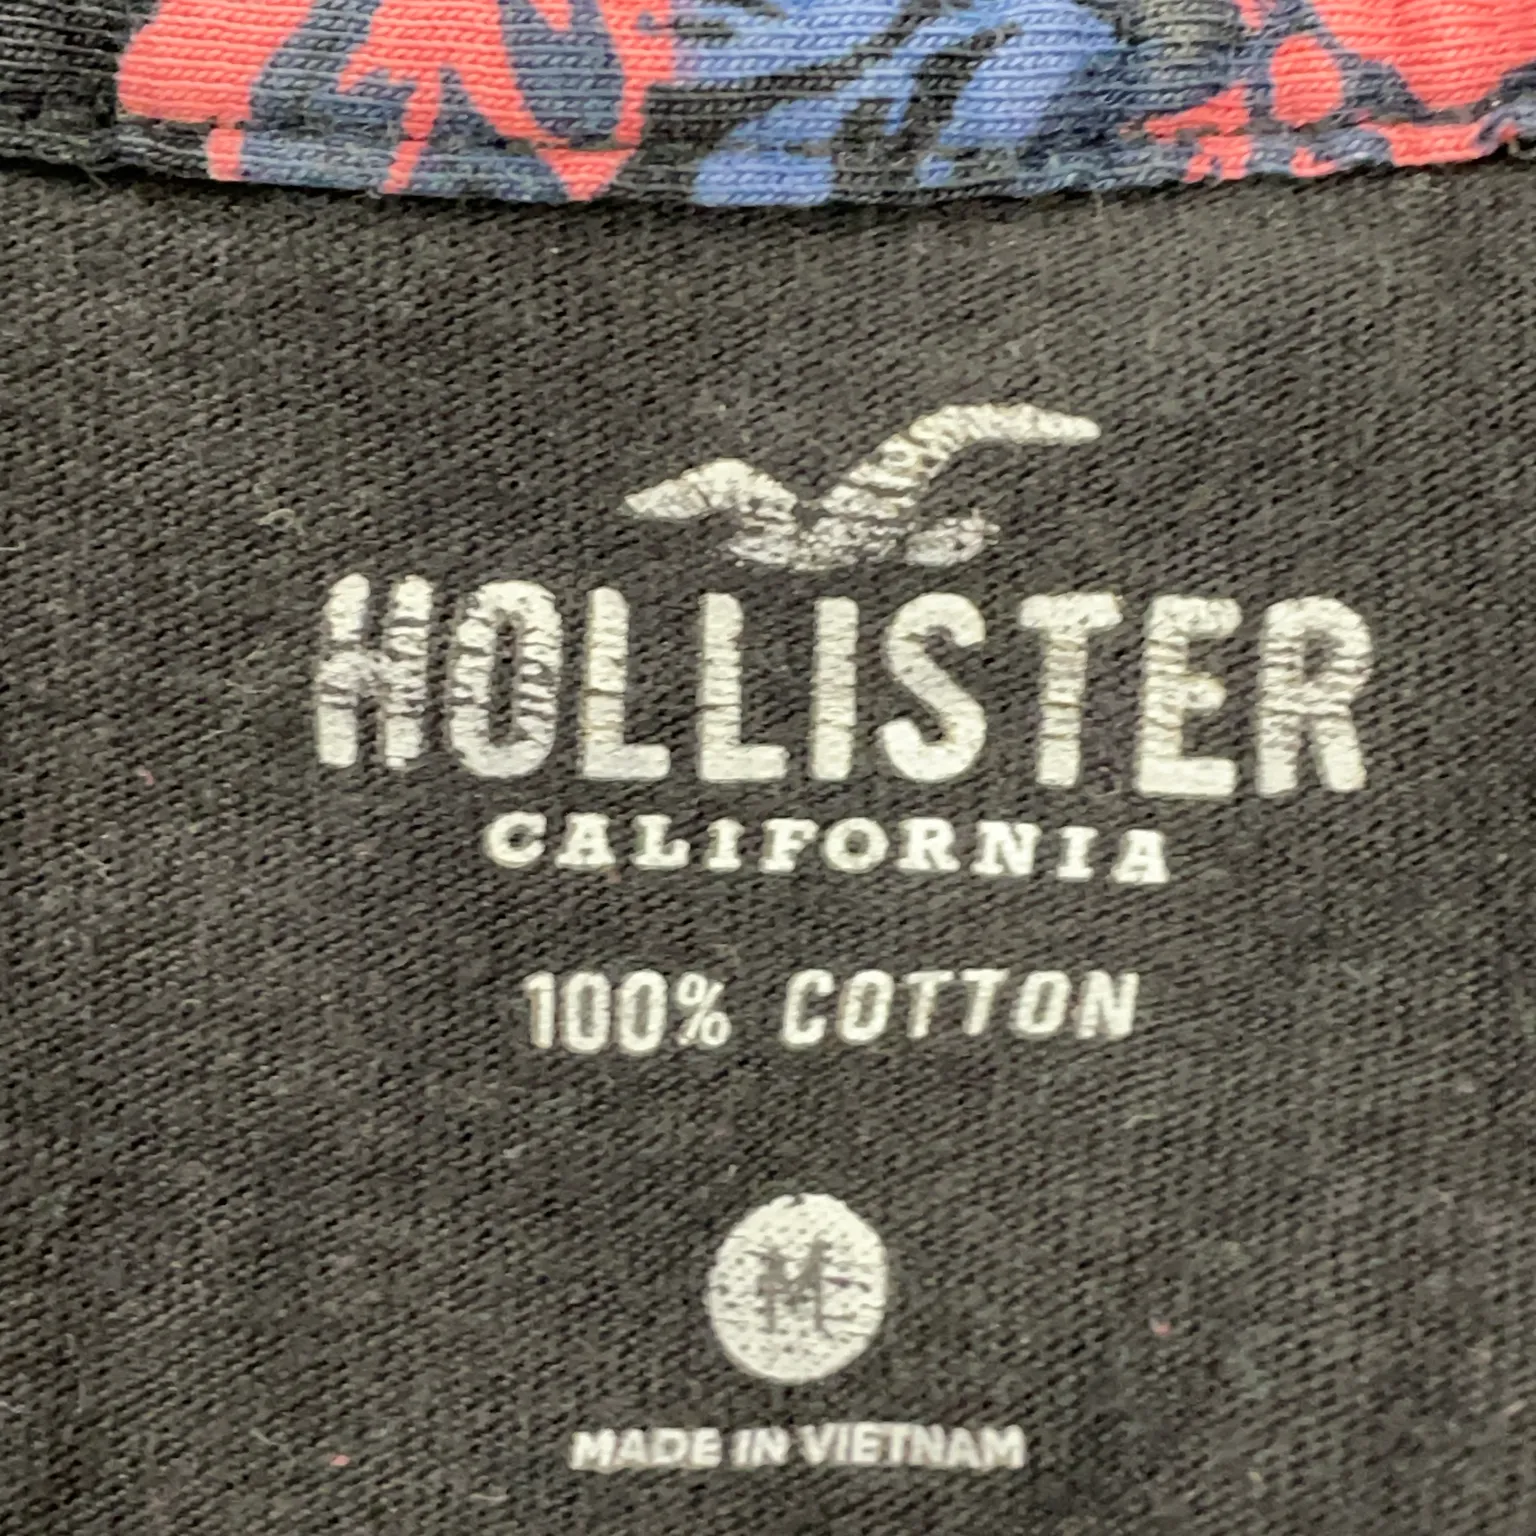 HOLLISTER
CALIFORNIA
100% COTTON
M
MADE IN VIETNAM